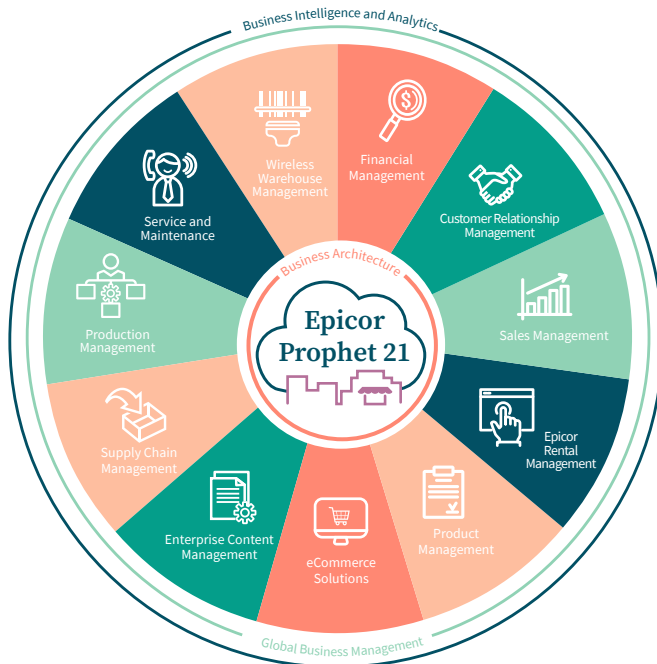 Business Intelligence and Analytics
Financial
Management
Customer Relationship
Management
Sales Management
Epicor
Rental
Management
Product
Management
eCommerce
Solutions
Enterprise Content
Management
Supply Chain
Management
Production
Management
Service and
Maintenance
Wireless
Warehouse
Management
Business Architecture
Epicor
Prophet 21
Global Business Management